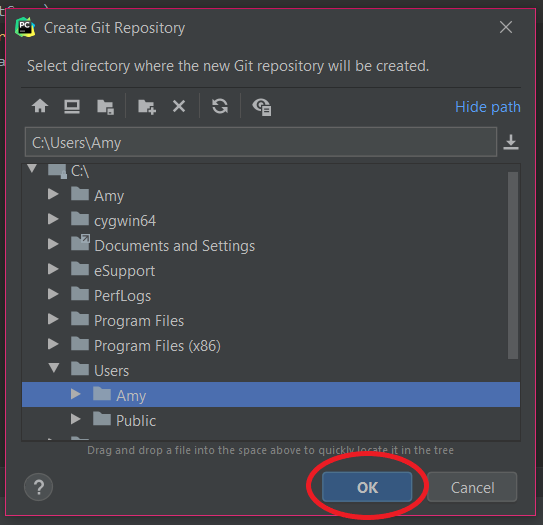 PC
Create Git Repository
Select directory where the new Git repository will be created.
Hide path
C:\Users\Amy
C:\
Amy
cygwin64
Documents and Settings
eSupport
PerfLogs
Program Files
Program Files (x86)
Users
Amy
Public
Drag and drop a file into the space above to quickly locate it in the tree
? OK Cancel